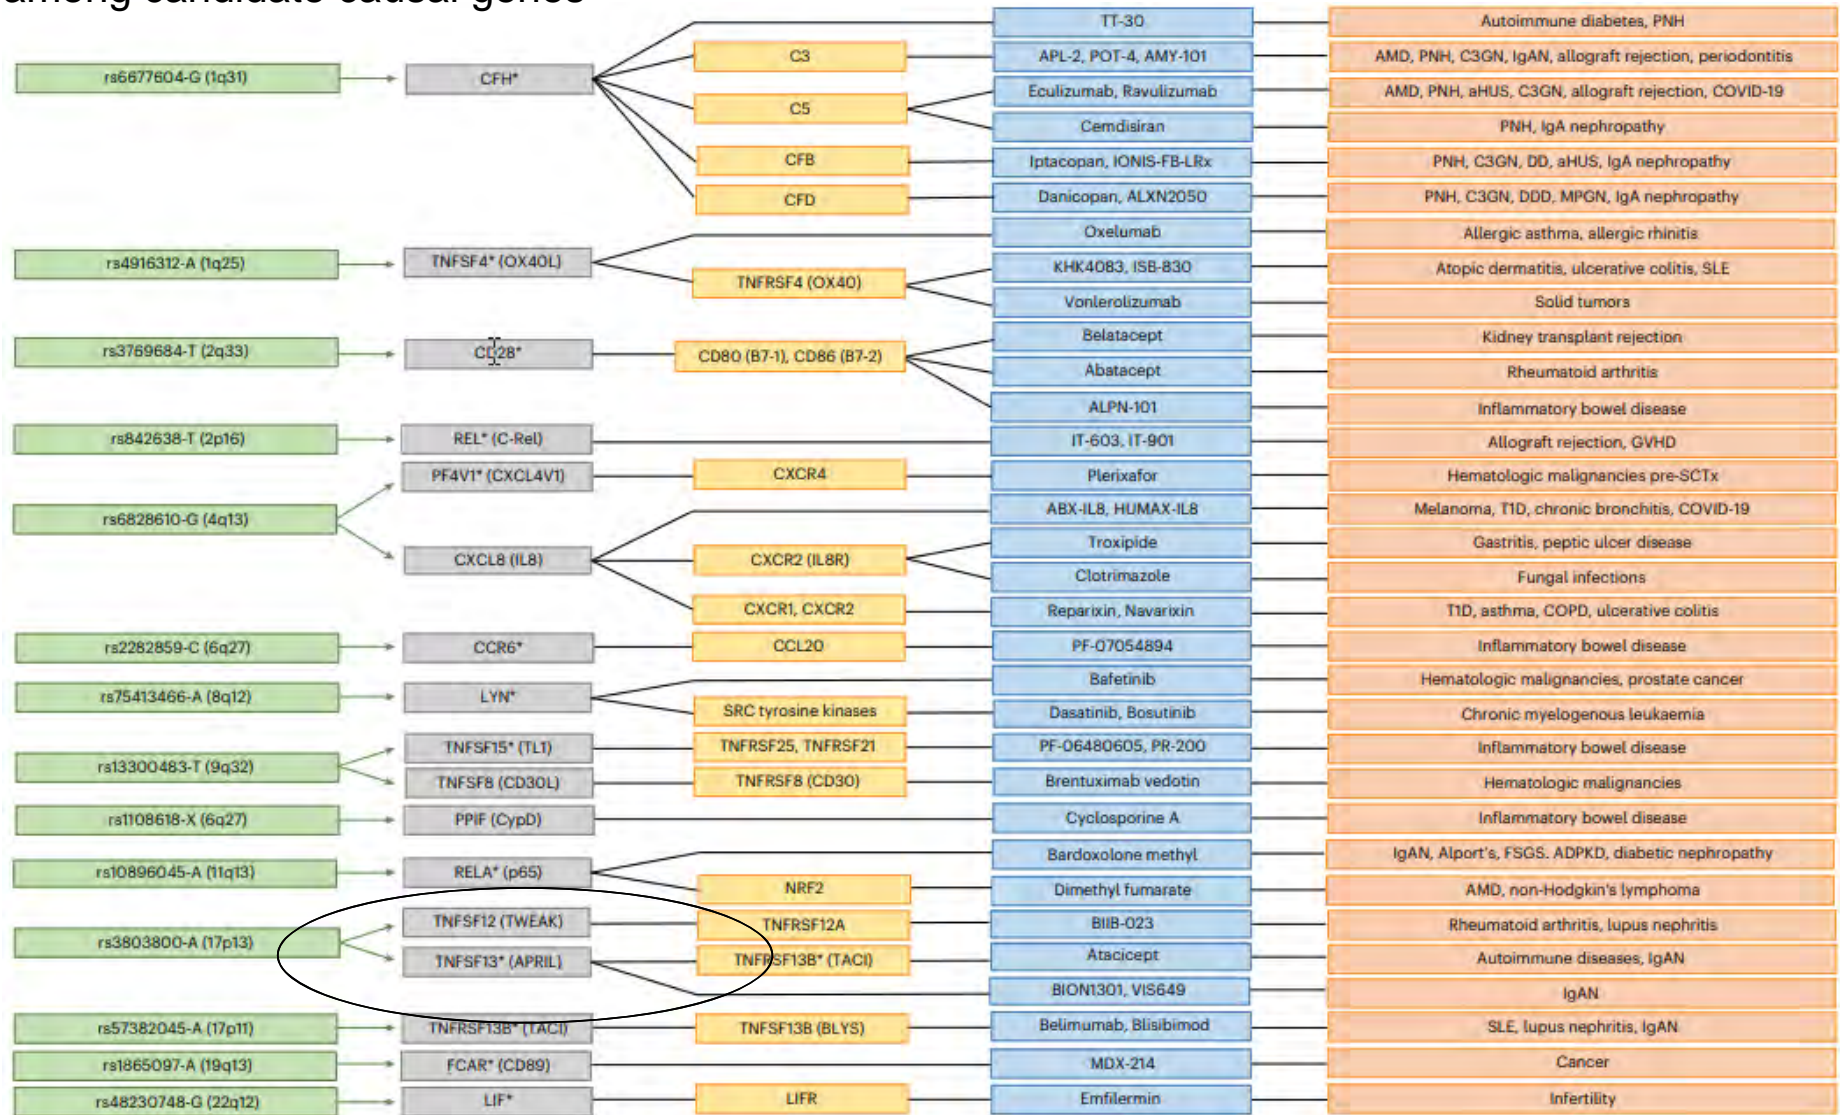 among candidate causal genes
TT-30
Autoimmune diabetes, PNH
rs6677604-G (1q31)
CFH*
C3
APL-2, POT-4, AMY-101
AMD, PNH, C3GN, IgAN, allograft rejection, periodontitis
C5
Eculizumab, Ravulizumab
AMD, PNH, aHUS, C3GN, allograft rejection, COVID-19
Cemdisiran
PNH, IgA nephropathy
CFB
Iptacopan, IONIS-FB-LRx
PNH, C3GN, DD, aHUS, IgA nephropathy
CFD
Danicopan, ALXN2050
PNH, C3GN, DDD, MPGN, IgA nephropathy
rs4916312-A (1q25)
TNFSF4* (OX40L)
Oxelumab
Allergic asthma, allergic rhinitis
TNFRSF4 (OX40)
KHK4083, ISB-830
Atopic dermatitis, ulcerative colitis, SLE
Vonlerolizumab
Solid tumors
rs3769684-T (2q33)
CD28*
CD80 (B7-1), CD86 (B7-2)
Belatacept
Kidney transplant rejection
Abatacept
Rheumatoid arthritis
ALPN-101
Inflammatory bowel disease
rs842638-T (2p16)
REL* (C-Rel)
IT-603, IT-901
Allograft rejection, GVHD
rs6828610-G (4q13)
PF4V1* (CXCL4V1)
CXCR4
Plerixafor
Hematologic malignancies pre-SCTx
CXCL8 (IL8)
ABX-IL8, HUMAX-IL8
Melanoma, T1D, chronic bronchitis, COVID-19
CXCR2 (IL8R)
Troxipide
Gastritis, peptic ulcer disease
Clotrimazole
Fungal infections
CXCR1, CXCR2
Reparixin, Navarixin
T1D, asthma, COPD, ulcerative colitis
rs2282859-C (6q27)
CCR6*
CCL20
PF-07054894
Inflammatory bowel disease
rs75413466-A (8q12)
LYN*
Bafetinib
Hematologic malignancies, prostate cancer
SRC tyrosine kinases
Dasatinib, Bosutinib
Chronic myelogenous leukaemia
rs13300483-T (9q32)
TNFSF15* (TL1)
TNFRSF25, TNFRSF21
PF-06480605, PR-200
Inflammatory bowel disease
TNFSF8 (CD30L)
TNFRSF8 (CD30)
Brentuximab vedotin
Hematologic malignancies
rs1108618-X (6q27)
PPIF (CypD)
Cyclosporine A
Inflammatory bowel disease
rs10896045-A (11q13)
RELA* (p65)
Bardoxolone methyl
IgAN, Alport's, FSGS. ADPKD, diabetic nephropathy
NRF2
Dimethyl fumarate
AMD, non-Hodgkin's lymphoma
rs3803800-A (17p13)
TNFSF12 (TWEAK)
TNFRSF12A
BIIB-023
Rheumatoid arthritis, lupus nephritis
TNFSF13* (APRIL)
TNFRSF13B* (TACI)
Atacicept
Autoimmune diseases, IgAN
BION1301, VIS649
IgAN
rs57382045-A (17p11)
TNFRSF13B* (TACI)
TNFSF13B (BLYS)
Belimumab, Blisibimod
SLE, lupus nephritis, IgAN
rs1865097-A (19q13)
FCAR* (CD89)
MDX-214
Cancer
rs48230748-G (22q12)
LIF*
LIFR
Emfilermin
Infertility